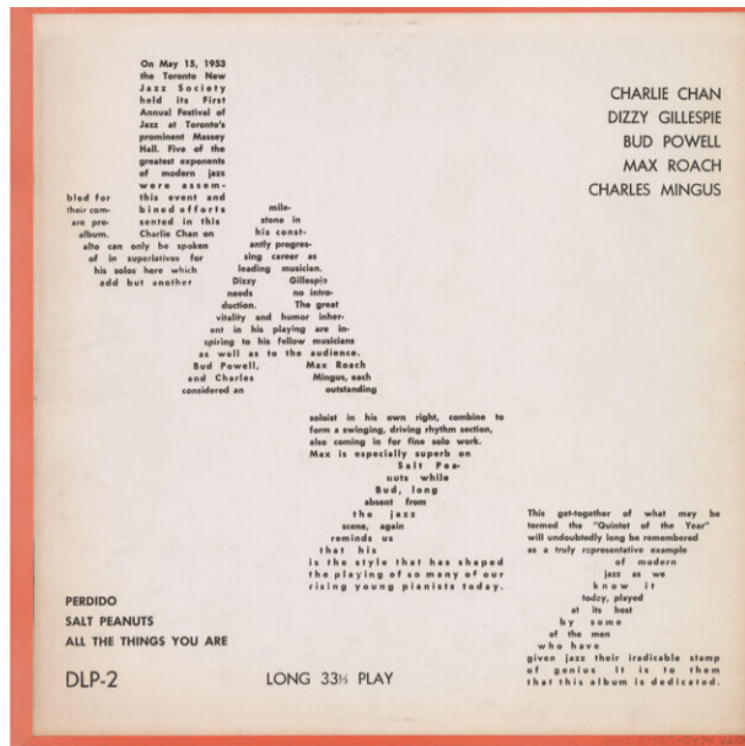 On May 15, 1953
the Toronto New
Jazz Society
held its First
Annual Festival of
Jazz at Toronto's
prominent Massey
Hall. Five of the
greatest exponents
of modern jazz
were assem-
bled for this event and
their com- bined efforts
are pre- sented in this
album. Charlie Chan on
alto can only be spoken
of in superlatives for
his solos here which
add but another
mile-
stone in
his const-
antly progres-
sing career as
leading musician.
Dizzy Gillespie
needs no intro-
duction. The great
vitality and humor inher-
ent in his playing are in-
spiring to his fellow musicians
as well as to the audience.
Bud Powell, Max Roach
and Charles Mingus, each
considered an outstanding
soloist in his own right, combine to
form a swinging, driving rhythm section,
also coming in for fine solo work.
Max is especially superb on
Salt Pea-
nuts while
Bud, long
absent from
the jazz
scene, again
reminds us
that his
is the style that has shaped
the playing of so many of our
rising young pianists today.
This get-together of what may be
termed the "Quintet of the Year"
will undoubtedly long be remembered
as a truly representative example
of modern
jazz as we
know it
today, played
at its best
by some
of the men
who have
given jazz their iradicable stamp
of genius It is to them
that this album is dedicated.
CHARLIE CHAN
DIZZY GILLESPIE
BUD POWELL
MAX ROACH
CHARLES MINGUS
PERDIDO
SALT PEANUTS
ALL THE THINGS YOU ARE
DLP-2
LONG 33⅓ PLAY